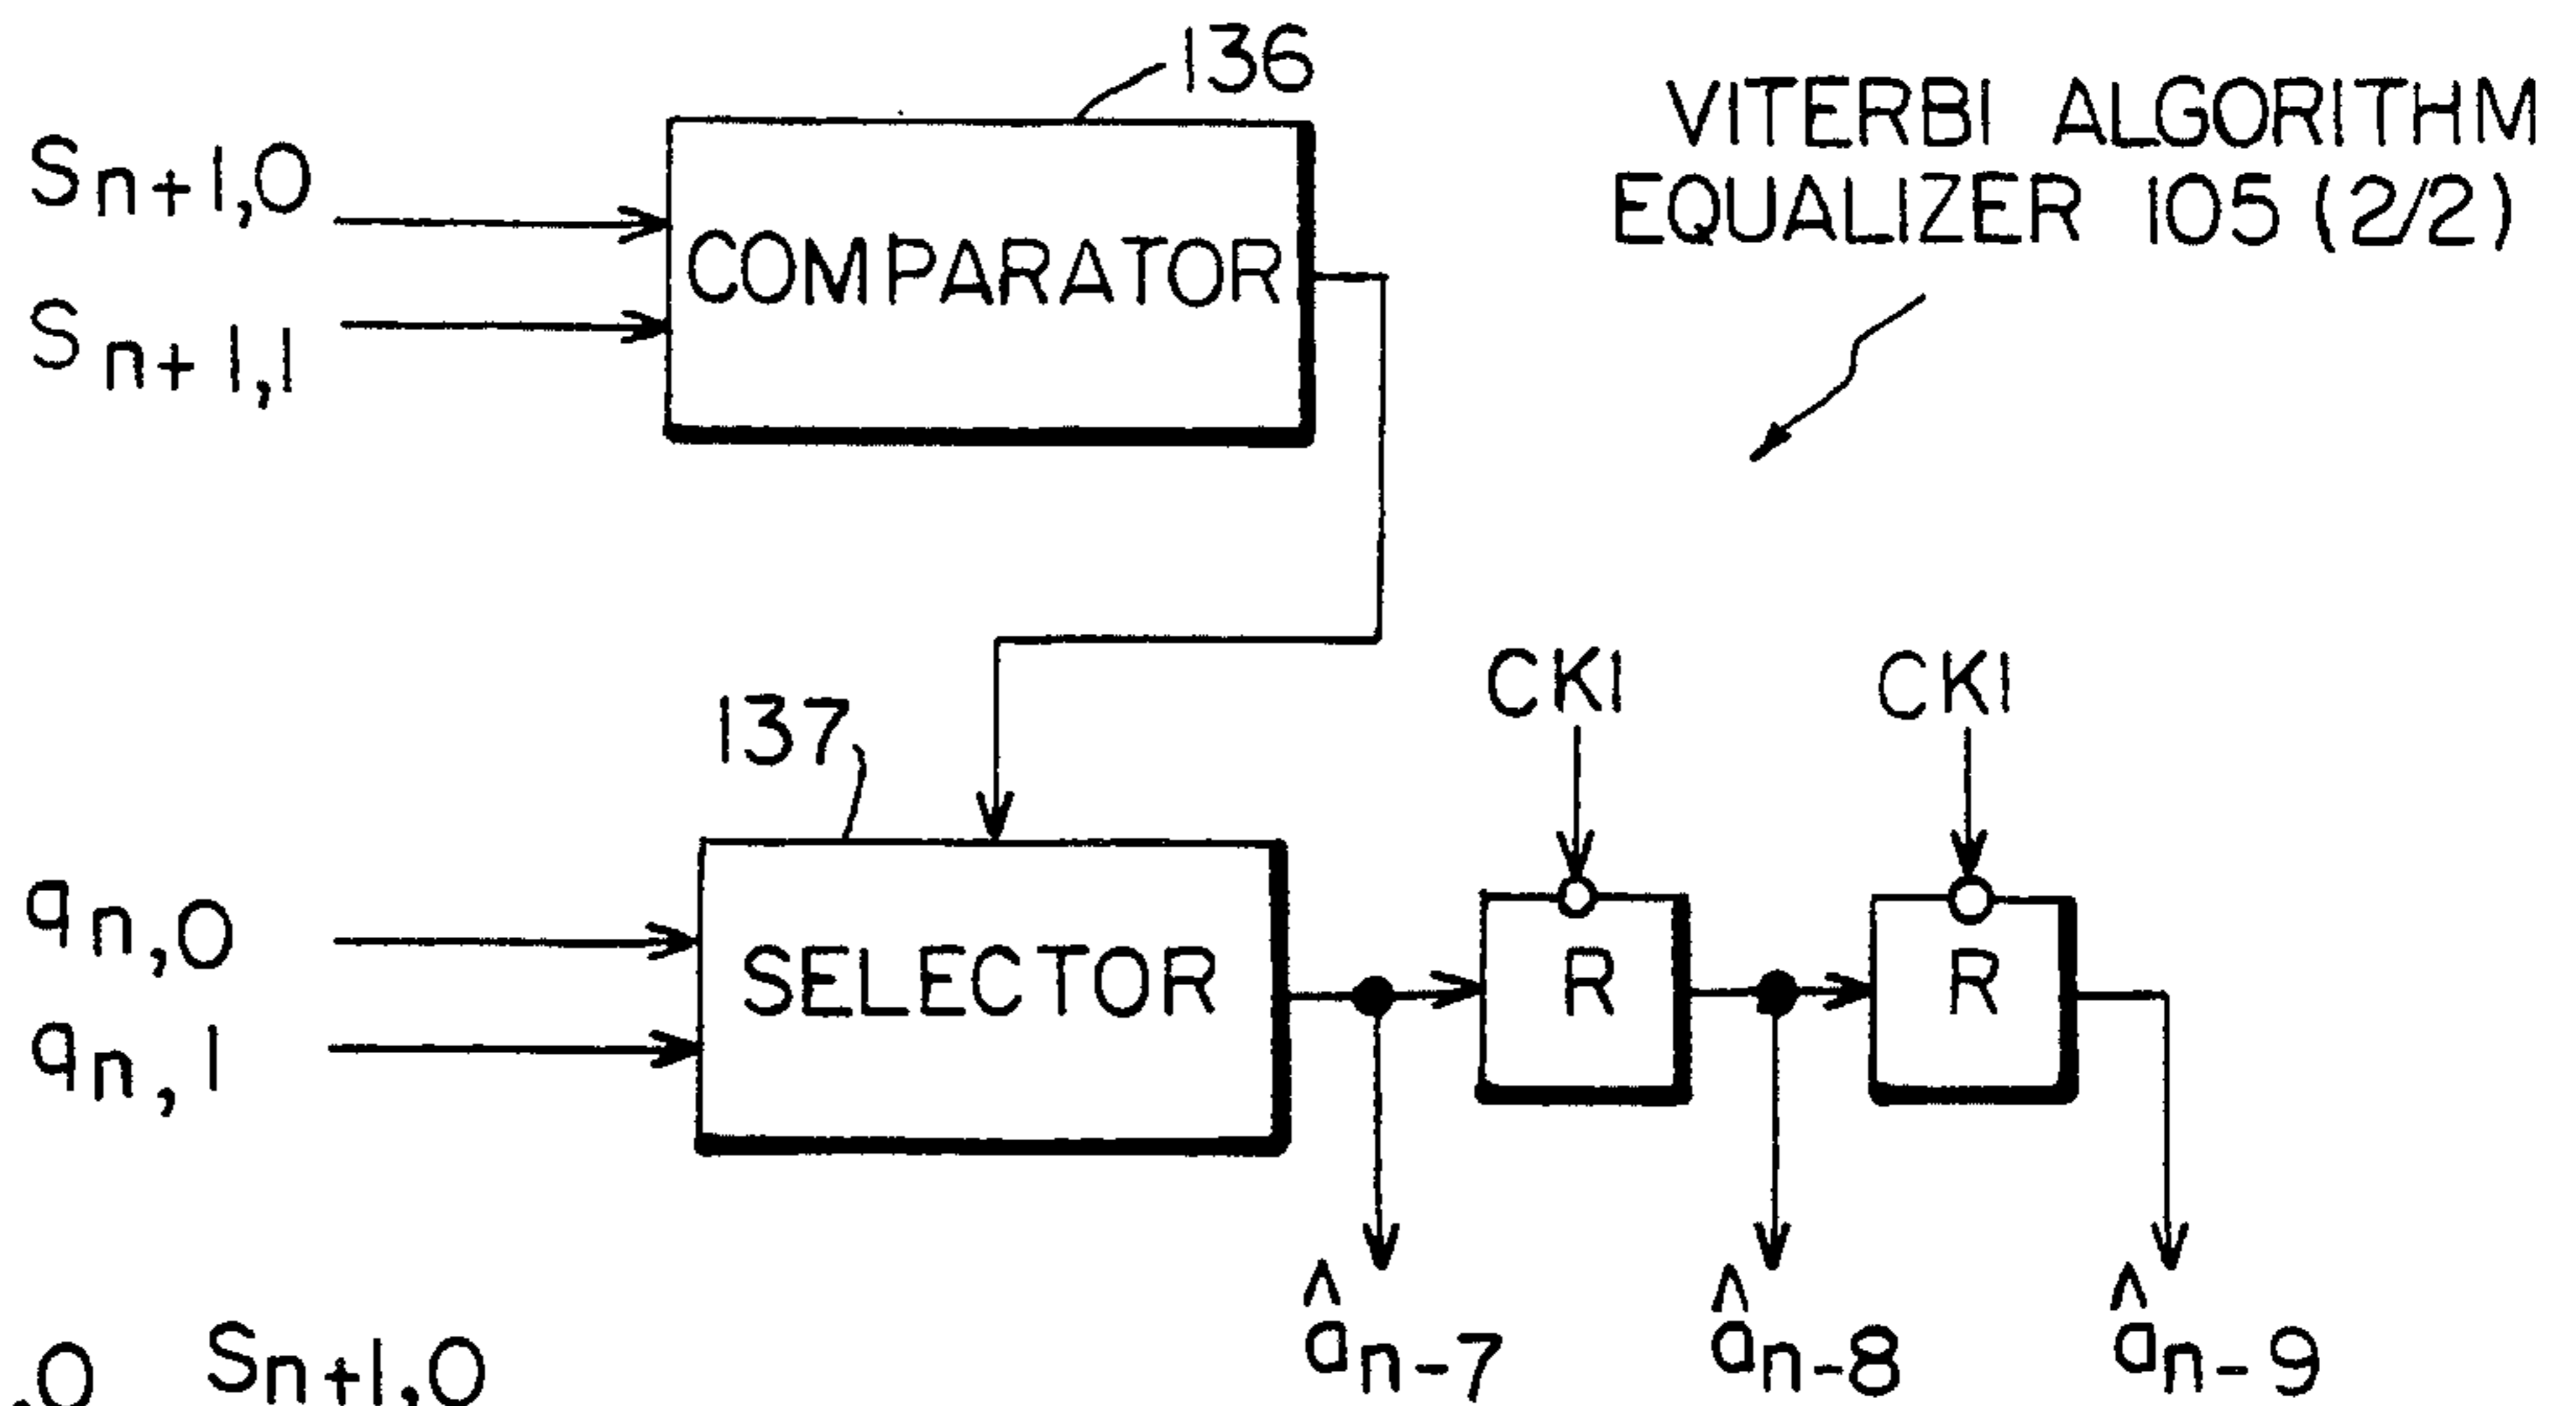 136
VITERBI ALGORITHM
EQUALIZER 105 (2/2)
Sn+1,0
COMPARATOR
Sn+1,1
CK1 CK1
137
qn,0
SELECTOR R R
qn,1
ân-7 ân-8 ân-9
,0 Sn+1,0